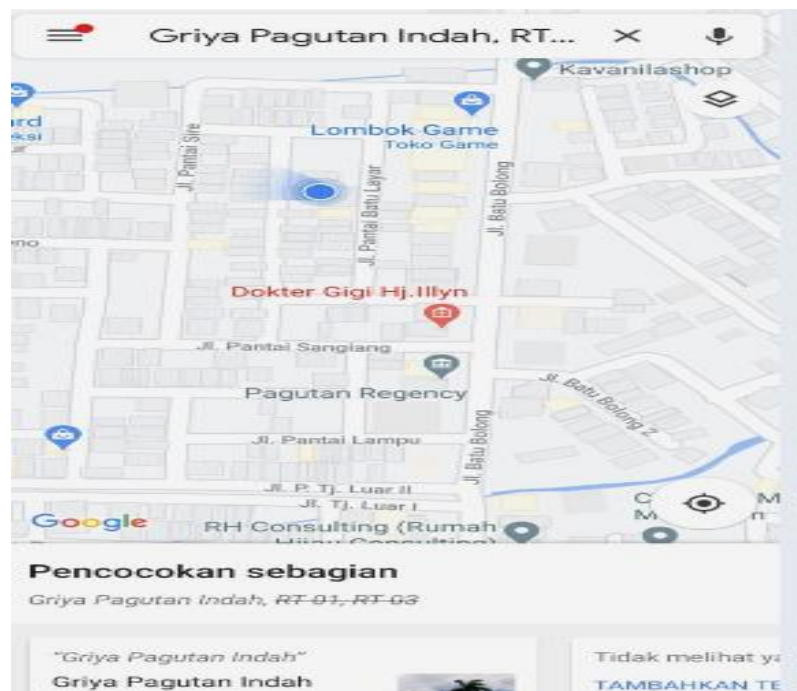 Griya Pagutan Indah, RT...
Kavanilashop
Lombok Game
Toko Game
Jl. Pantai Sire
Jl. Pantai Batu Layar
Jl. Batu Bolong
Dokter Gigi Hj.Illyn
Jl. Pantai Sangiang
Pagutan Regency
Jl. Batu Bolong 2
Jl. Pantai Lampu
Jl. Batu Bolong
Jl. P. Tj. Luar II
Jl. Tj. Luar I
Google
RH Consulting (Rumah
Pencocokan sebagian
Griya Pagutan Indah, RT 01, RT 03
"Griya Pagutan Indah"
Tidak melihat
Griya Pagutan Indah
TAMBAHKAN TE